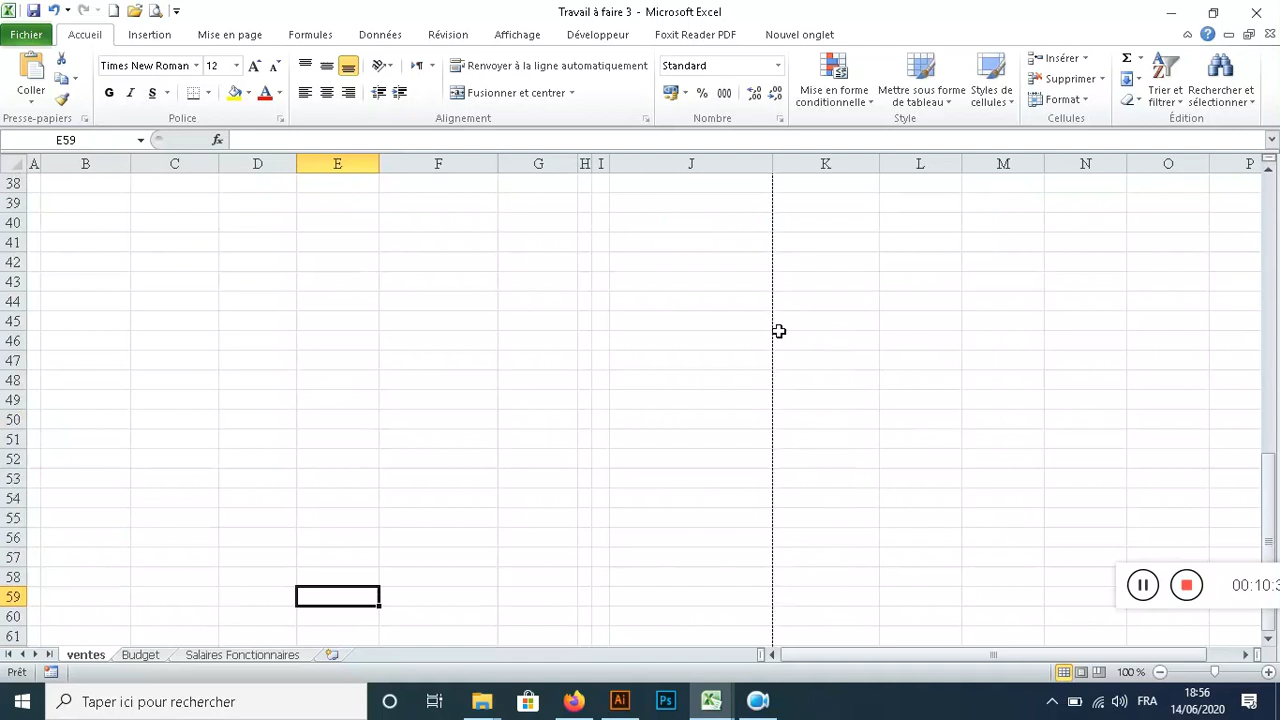 Travail à faire 3 - Microsoft Excel
Fichier Accueil Insertion Mise en page Formules Données Révision Affichage Développeur Foxit Reader PDF Nouvel onglet
Coller
Presse-papiers
Times New Roman 12
G I S
Police
Renvoyer à la ligne automatiquement
Fusionner et centrer
Alignement
Standard
% 000
Nombre
Mise en forme conditionnelle
Mettre sous forme de tableau
Styles de cellules
Style
Insérer
Supprimer
Format
Cellules
Σ
Trier et filtrer
Rechercher et sélectionner
Édition
E59 fx
A B C D E F G H I J K L M N O P
38
39
40
41
42
43
44
45
46
47
48
49
50
51
52
53
54
55
56
57
58
59
60
61
00:10:3
ventes Budget Salaires Fonctionnaires
Prêt 100 %
Taper ici pour rechercher
Ai Ps
FRA
18:56
14/06/2020